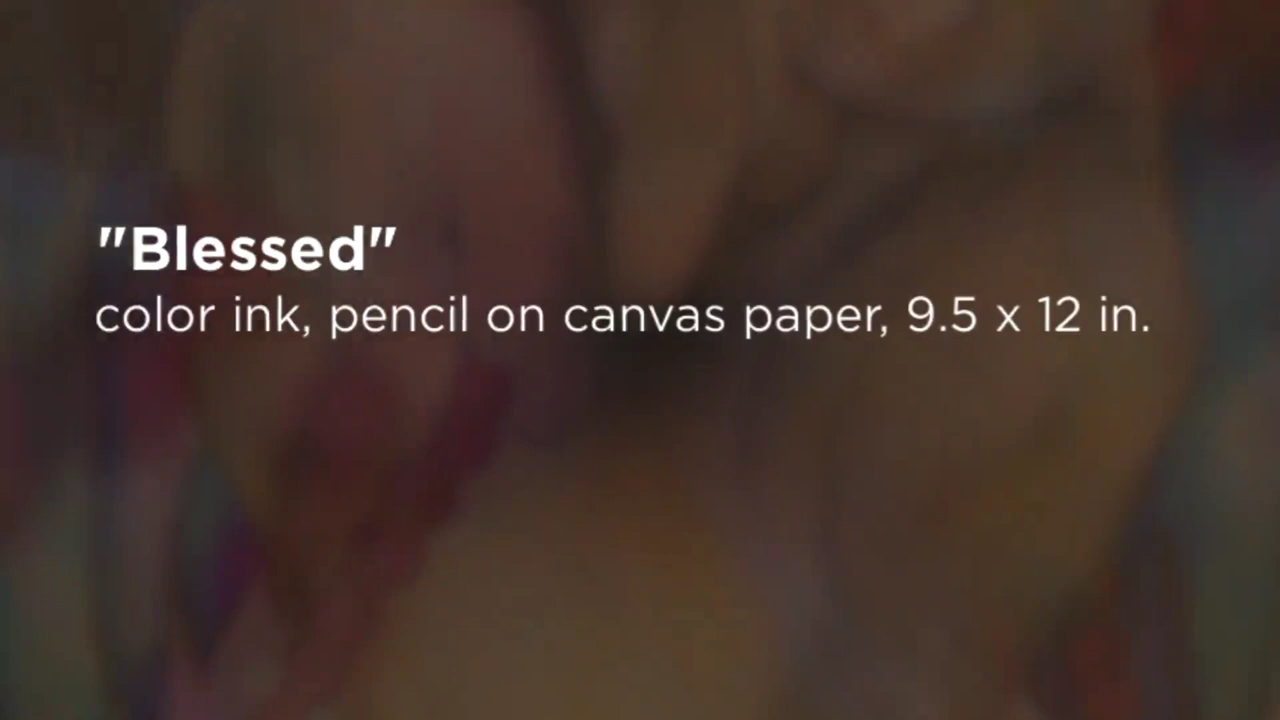 "Blessed"
color ink, pencil on canvas paper, 9.5 x 12 in.